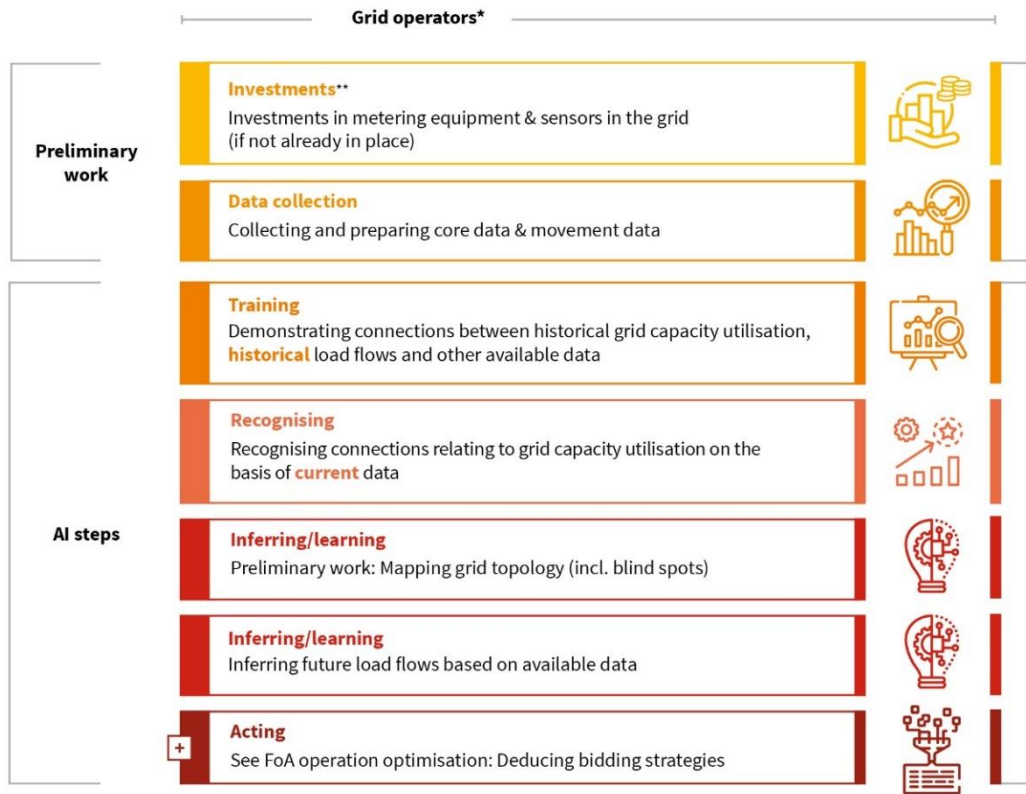 Grid operators*
Preliminary
work
Investments**
Investments in metering equipment & sensors in the grid
(if not already in place)
Data collection
Collecting and preparing core data & movement data
AI steps
Training
Demonstrating connections between historical grid capacity utilisation,
historical load flows and other available data
Recognising
Recognising connections relating to grid capacity utilisation on the
basis of current data
Inferring/learning
Preliminary work: Mapping grid topology (incl. blind spots)
Inferring/learning
Inferring future load flows based on available data
+
Acting
See FoA operation optimisation: Deducing bidding strategies